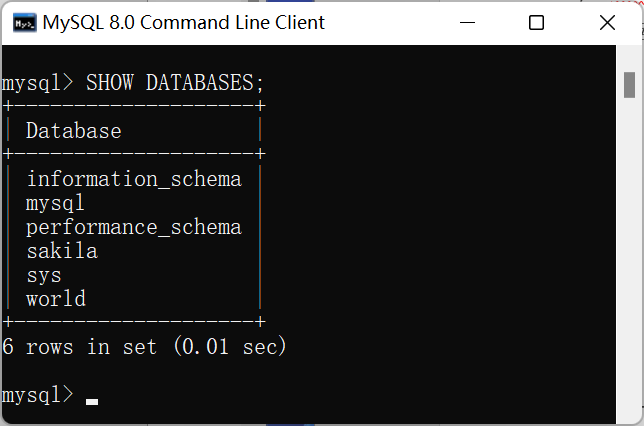 MySQL 8.0 Command Line Client
mysql> SHOW DATABASES;
+--------------------+
| Database           |
+--------------------+
| information_schema |
| mysql              |
| performance_schema |
| sakila             |
| sys                |
| world              |
+--------------------+
6 rows in set (0.01 sec)
mysql>